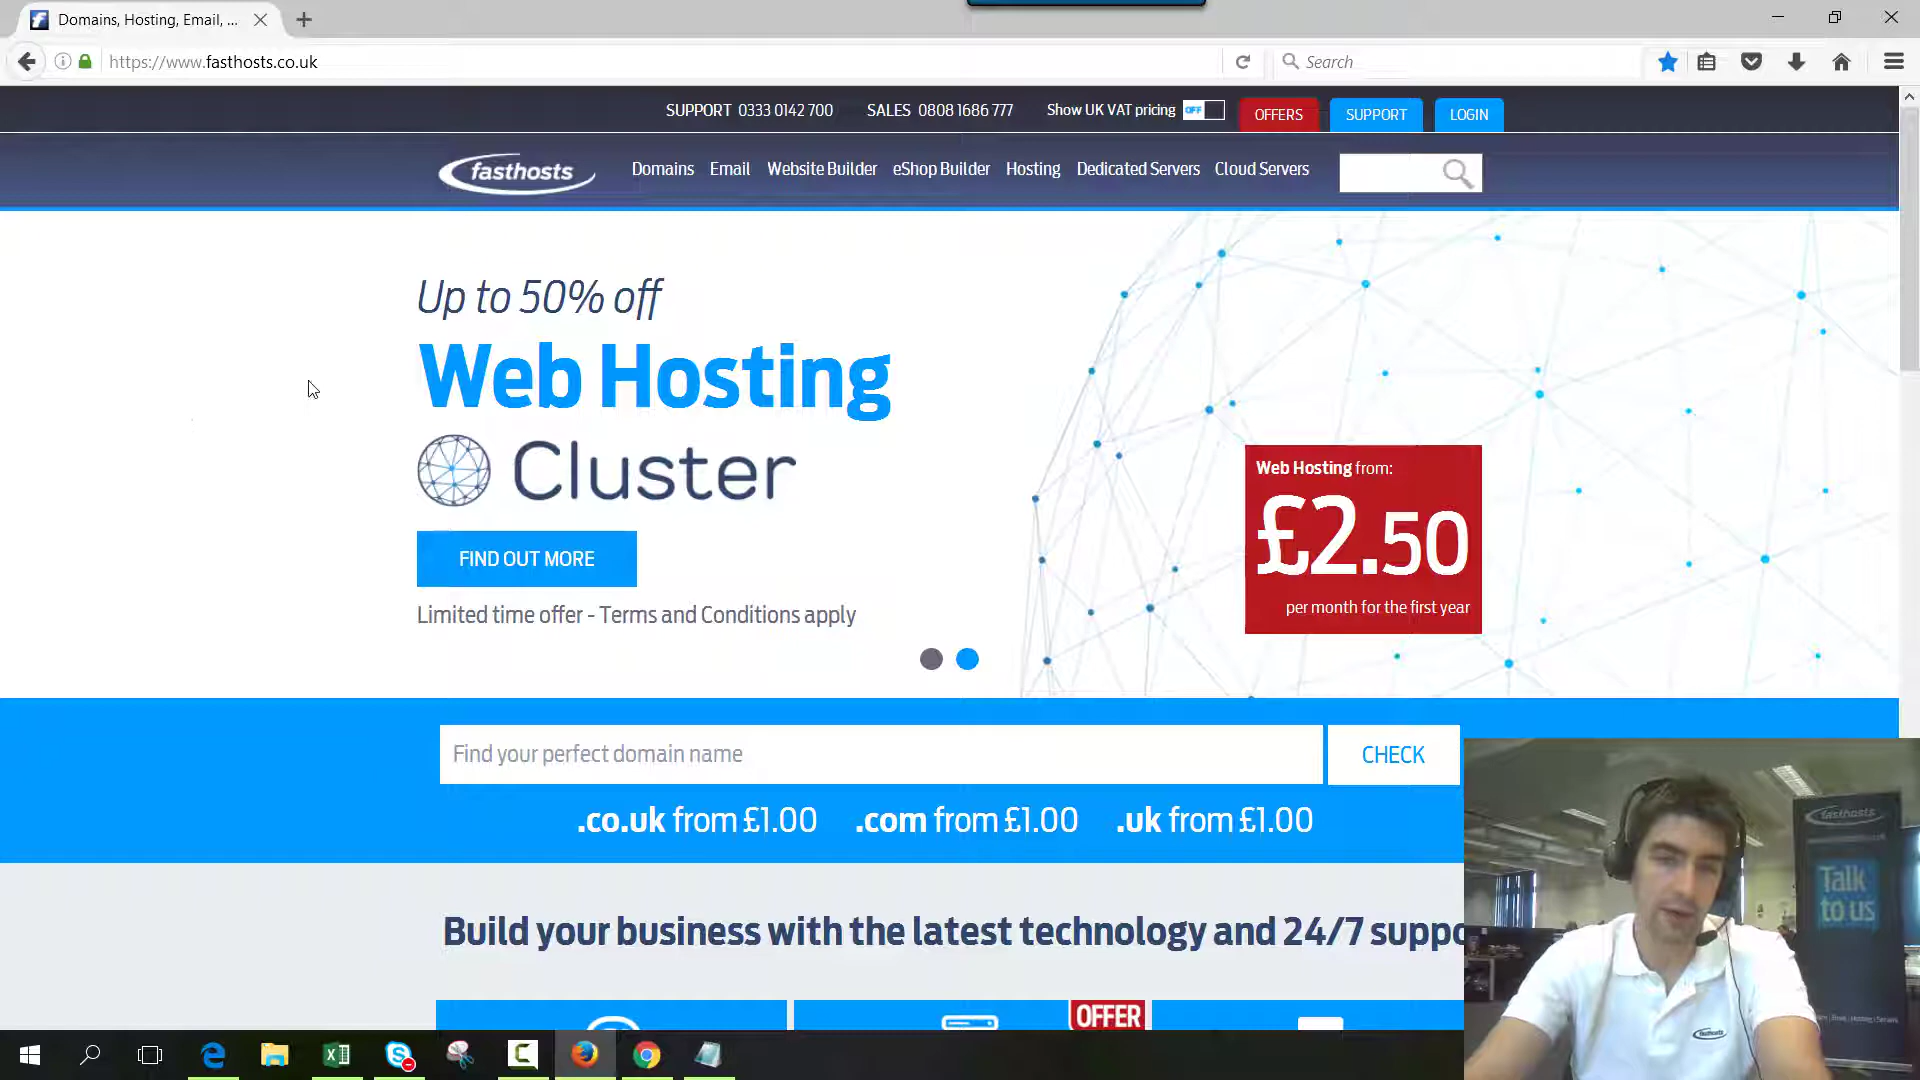 Domains, Hosting, Email, ...
https://www.fasthosts.co.uk
Search
SUPPORT 0333 0142 700
SALES 0808 1686 777
Show UK VAT pricing
OFF
OFFERS
SUPPORT
LOGIN
fasthosts
Domains
Email
Website Builder
eShop Builder
Hosting
Dedicated Servers
Cloud Servers
Up to 50% off
Web Hosting
Cluster
Web Hosting from:
£2.50
per month for the first year
FIND OUT MORE
Limited time offer - Terms and Conditions apply
Find your perfect domain name
CHECK
.co.uk from £1.00
.com from £1.00
.uk from £1.00
Build your business with the latest technology and 24/7 suppo
OFFER
fasthosts
Talk
to us
fasthosts